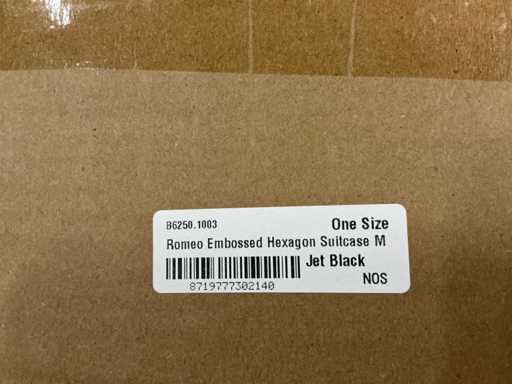 B6250.1003 One Size
Romeo Embossed Hexagon Suitcase M
Jet Black
8719777302140 NOS